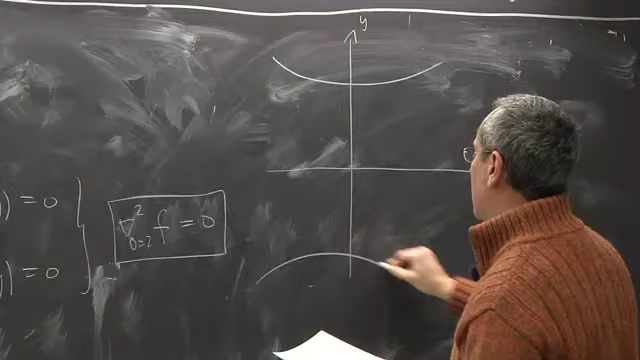 y
) = 0
y) = 0
∇²_{D=2} f = 0